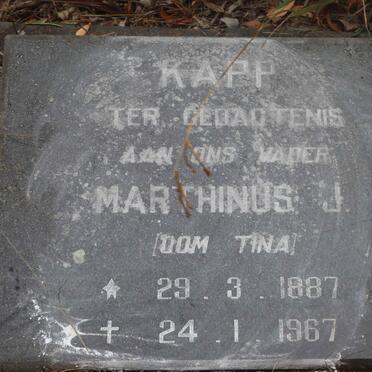 KAPP
TER GEDAGTENIS
AAN ONS VADER
MARTHINUS J
[OOM TINA]
★ 29 . 3 . 1887
✝ 24 . 1 1967